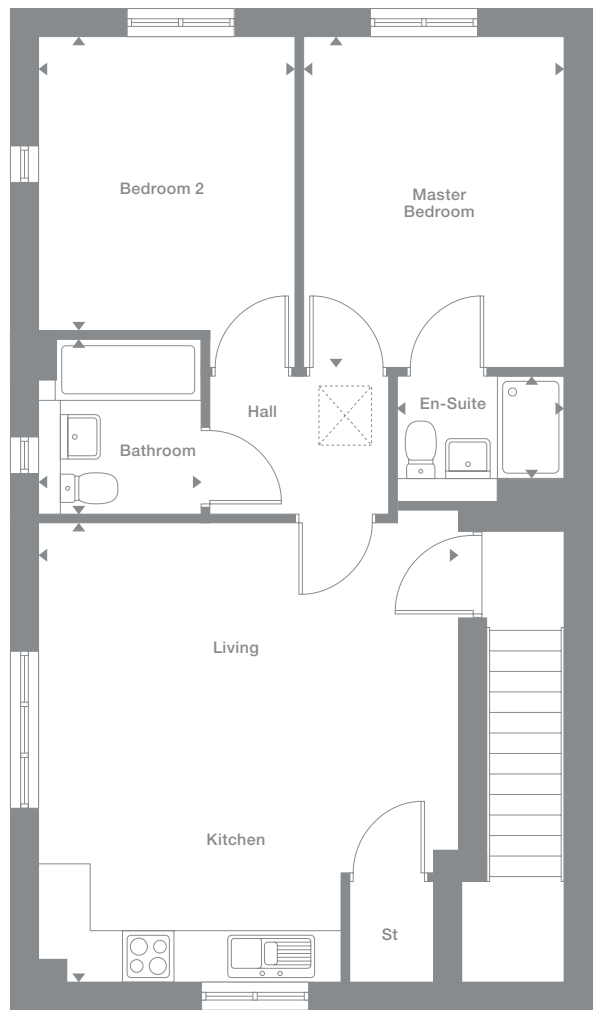 Bedroom 2
Master
Bedroom
Hall
En-Suite
Bathroom
Living
Kitchen
St